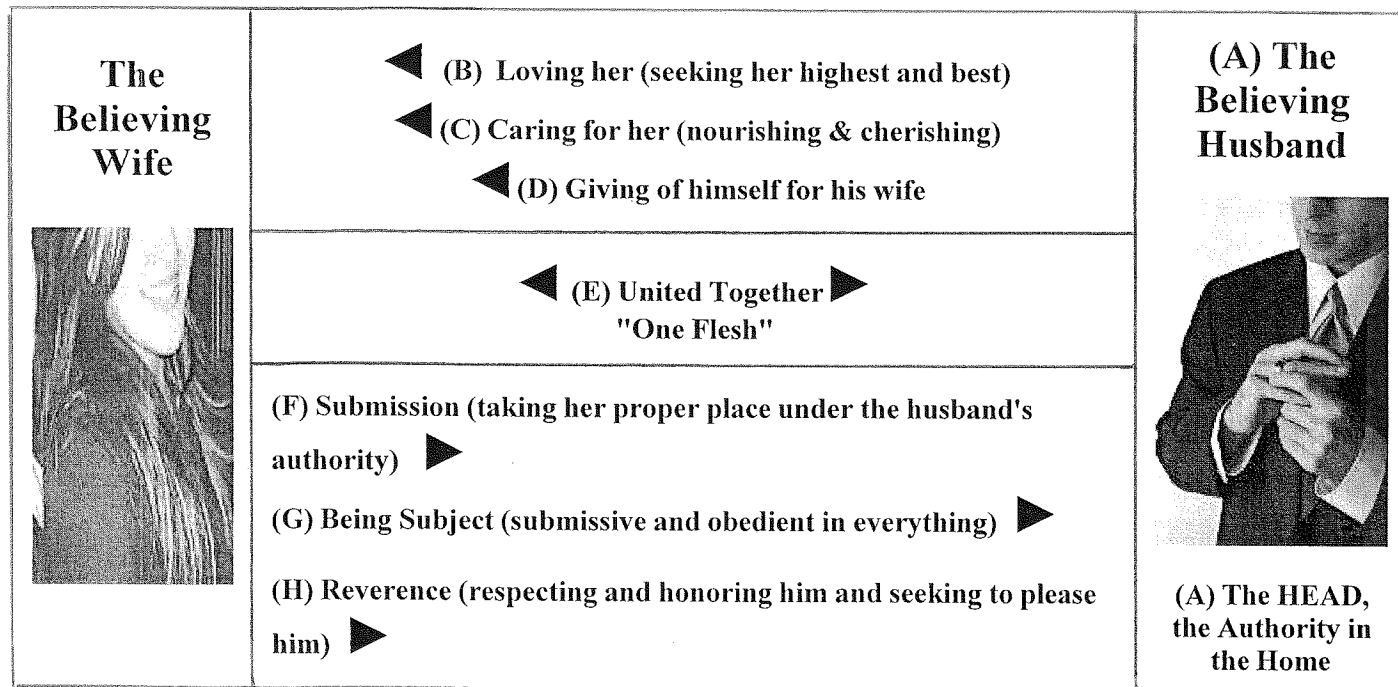 The
Believing
Wife
(B) Loving her (seeking her highest and best)
(C) Caring for her (nourishing & cherishing)
(D) Giving of himself for his wife
(E) United Together
"One Flesh"
(F) Submission (taking her proper place under the husband's
authority)
(G) Being Subject (submissive and obedient in everything)
(H) Reverence (respecting and honoring him and seeking to please
him)
(A) The
Believing
Husband
(A) The HEAD,
the Authority in
the Home